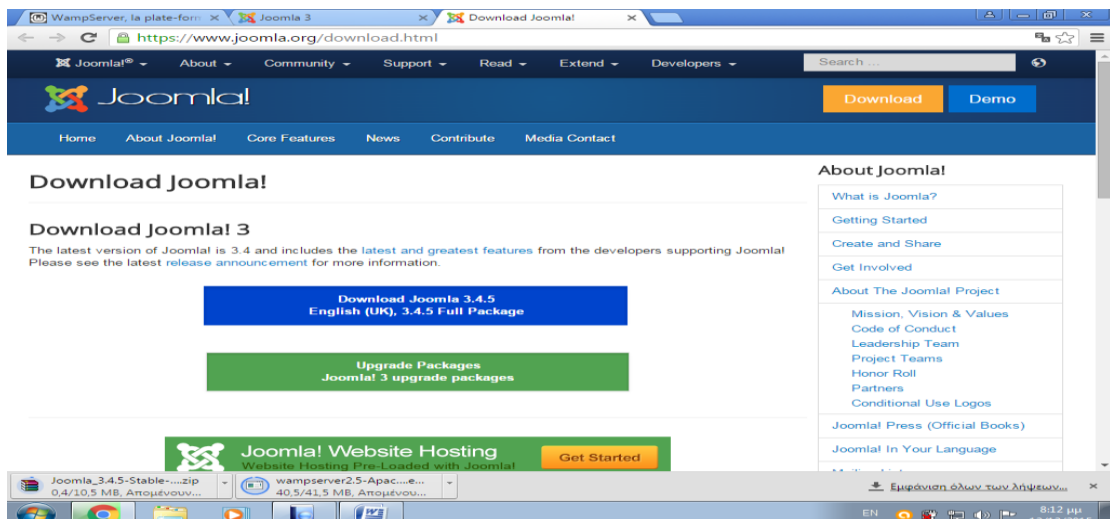 WampServer, la plate-form
Joomla 3
Download Joomla!
https://www.joomla.org/download.html
Joomla!® About Community Support Read Extend Developers Search ...
Joomla!
Download Demo
Home About Joomla! Core Features News Contribute Media Contact
Download Joomla!
Download Joomla! 3
The latest version of Joomla! is 3.4 and includes the latest and greatest features from the developers supporting Joomla!
Please see the latest release announcement for more information.
Download Joomla 3.4.5
English (UK), 3.4.5 Full Package
Upgrade Packages
Joomla! 3 upgrade packages
Joomla! Website Hosting
Website Hosting Pre-Loaded with Joomla!
Get Started
About Joomla!
What is Joomla?
Getting Started
Create and Share
Get Involved
About The Joomla! Project
Mission, Vision & Values
Code of Conduct
Leadership Team
Project Teams
Honor Roll
Partners
Conditional Use Logos
Joomla! Press (Official Books)
Joomla! In Your Language
Joomla_3.4.5-Stable-....zip
0,4/10,5 MB, Απομένουν...
wampserver2.5-Apac....e...
40,5/41,5 MB, Απομένου...
Εμφάνιση όλων των λήψεων...
EN 8:12 μμ